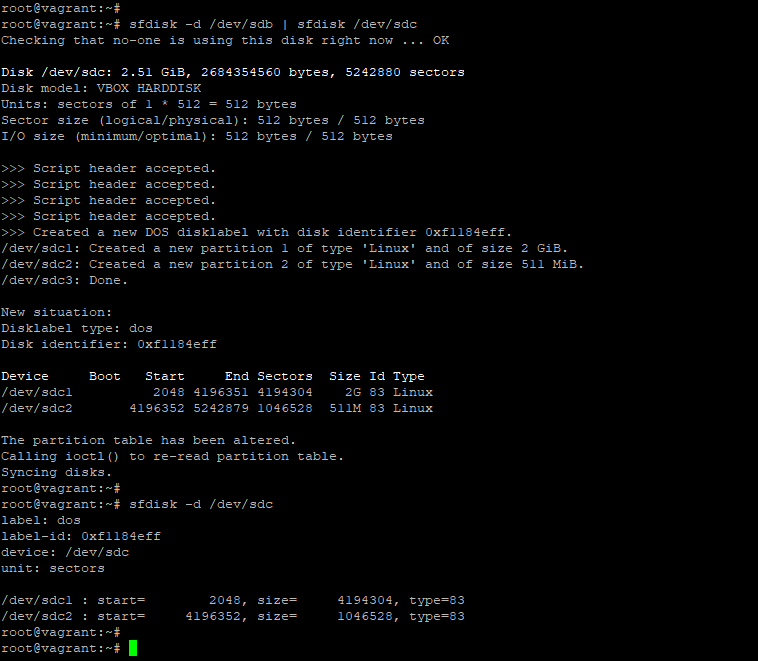 root@vagrant:~#
root@vagrant:~# sfdisk -d /dev/sdb | sfdisk /dev/sdc
Checking that no-one is using this disk right now ... OK
Disk /dev/sdc: 2.51 GiB, 2684354560 bytes, 5242880 sectors
Disk model: VBOX HARDDISK
Units: sectors of 1 * 512 = 512 bytes
Sector size (logical/physical): 512 bytes / 512 bytes
I/O size (minimum/optimal): 512 bytes / 512 bytes
>>> Script header accepted.
>>> Script header accepted.
>>> Script header accepted.
>>> Script header accepted.
>>> Created a new DOS disklabel with disk identifier 0xf1184eff.
/dev/sdc1: Created a new partition 1 of type 'Linux' and of size 2 GiB.
/dev/sdc2: Created a new partition 2 of type 'Linux' and of size 511 MiB.
/dev/sdc3: Done.
New situation:
Disklabel type: dos
Disk identifier: 0xf1184eff
Device     Boot   Start     End Sectors  Size Id Type
/dev/sdc1          2048 4196351 4194304    2G 83 Linux
/dev/sdc2       4196352 5242879 1046528  511M 83 Linux
The partition table has been altered.
Calling ioctl() to re-read partition table.
Syncing disks.
root@vagrant:~#
root@vagrant:~# sfdisk -d /dev/sdc
label: dos
label-id: 0xf1184eff
device: /dev/sdc
unit: sectors
/dev/sdc1 : start=        2048, size=     4194304, type=83
/dev/sdc2 : start=     4196352, size=     1046528, type=83
root@vagrant:~#
root@vagrant:~#